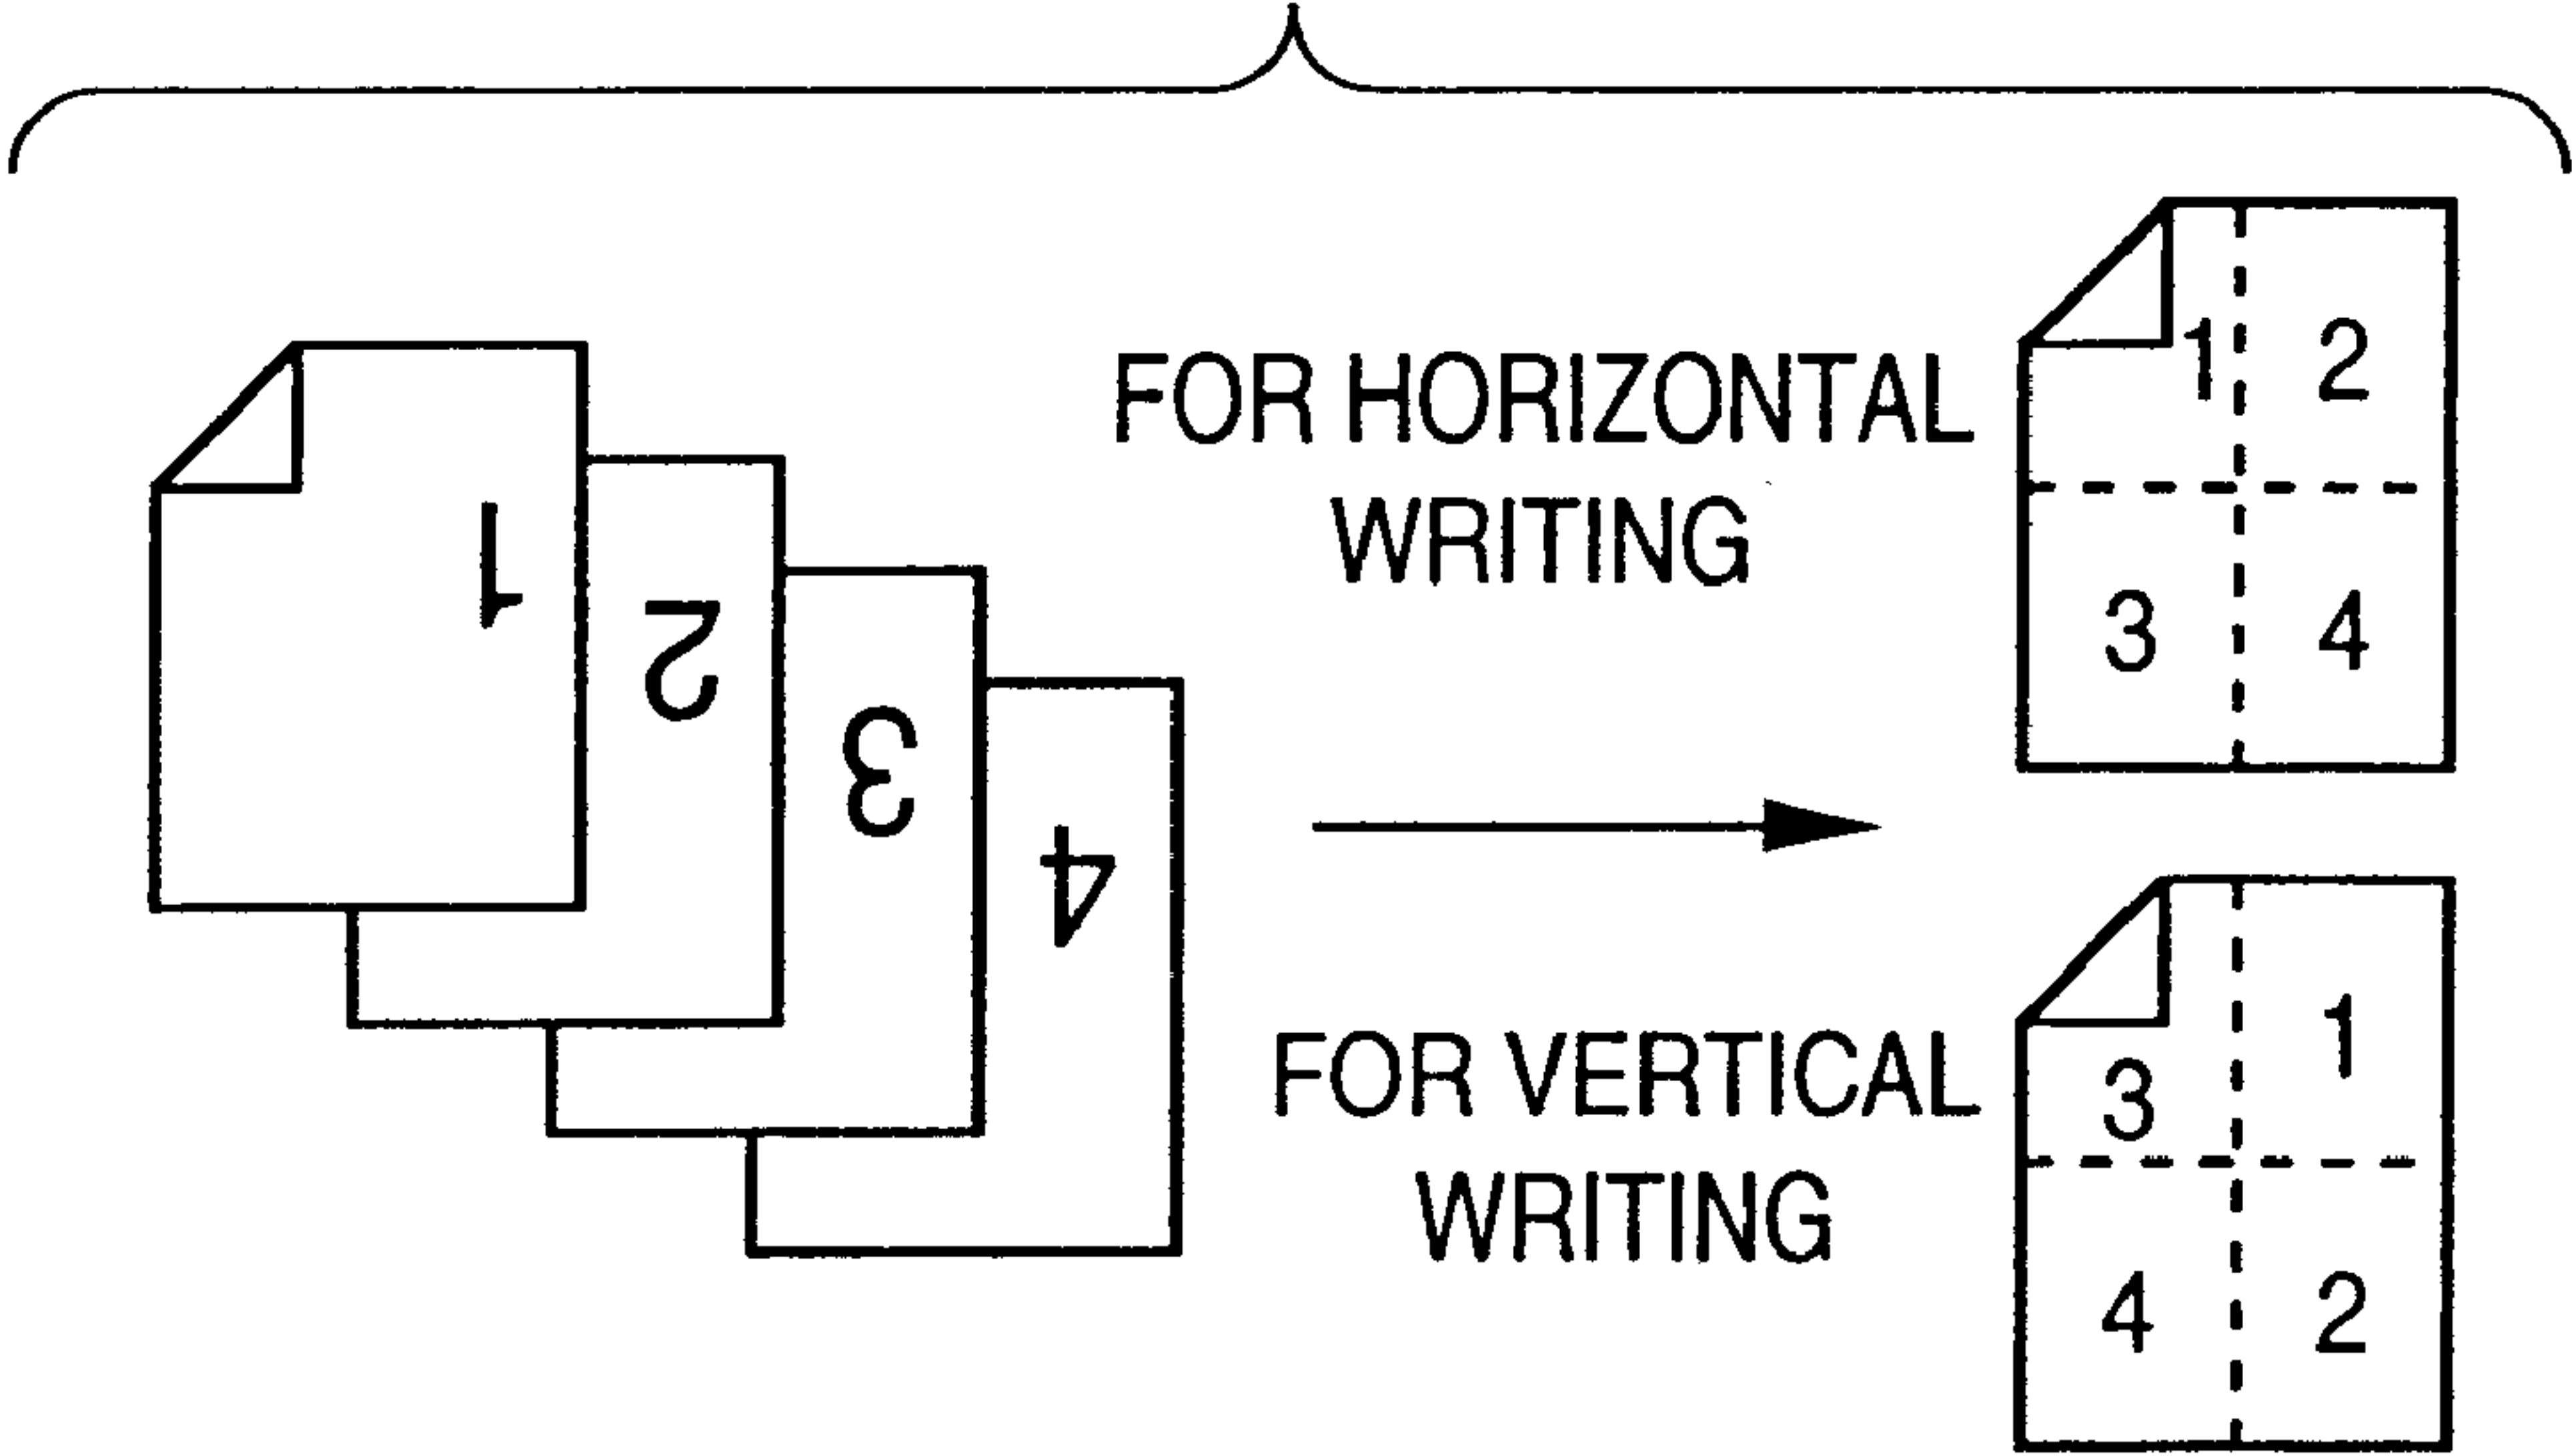 1
2
3
4
FOR HORIZONTAL
WRITING
1 2
3 4
FOR VERTICAL
WRITING
3 1
4 2